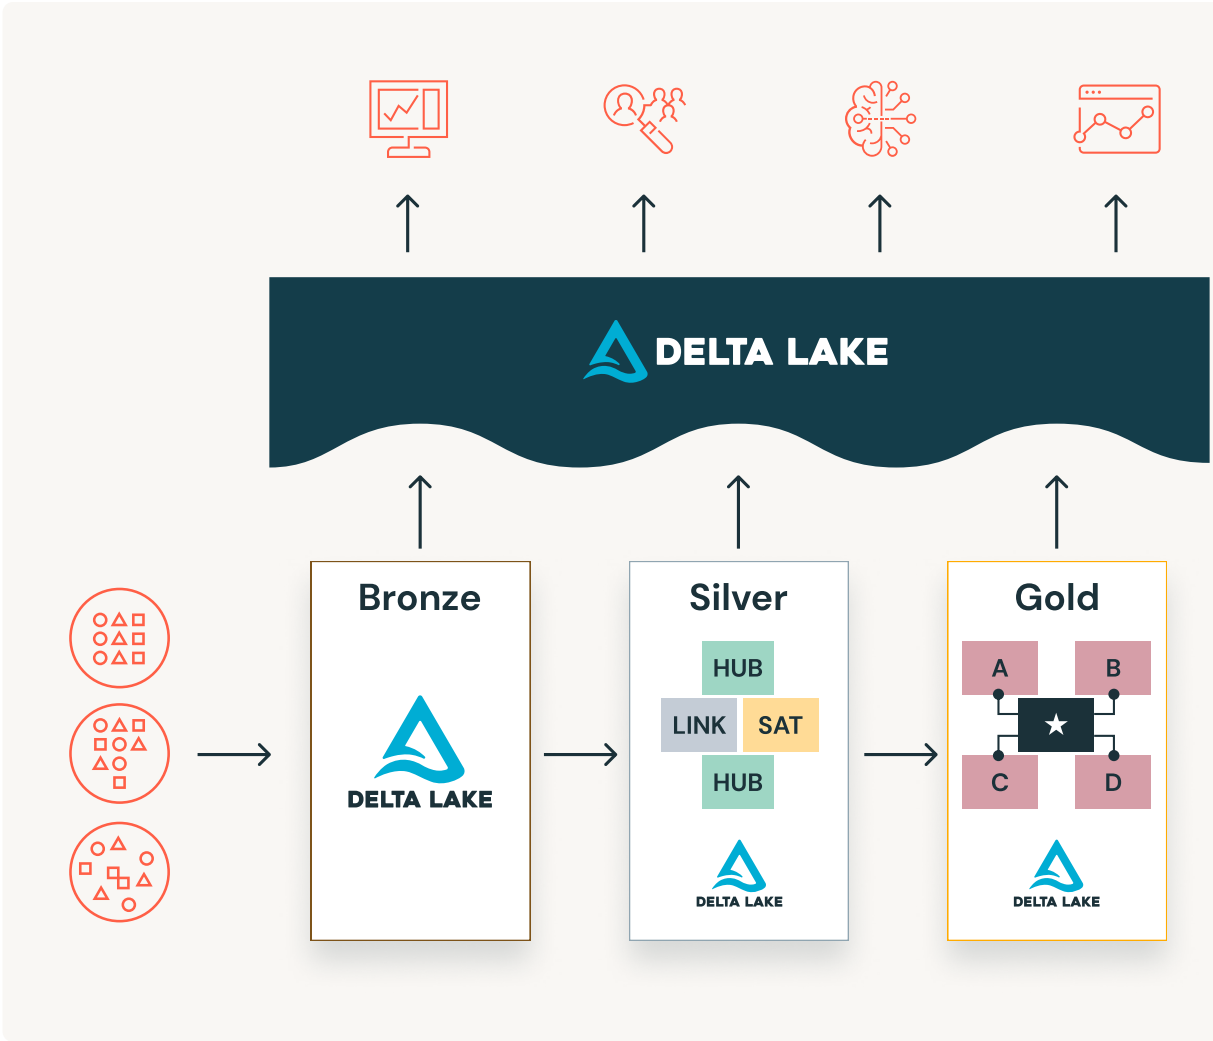 DELTA LAKE
Bronze
DELTA LAKE
Silver
HUB
LINK SAT
HUB
DELTA LAKE
Gold
A B
C D
DELTA LAKE